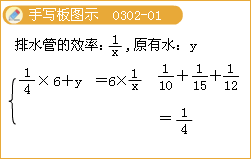 手写板图示 0302-01
排水管的效率：1/x，原有水：y
1/4×6+y =6×1/x 1/10+1/15+1/12
=1/4